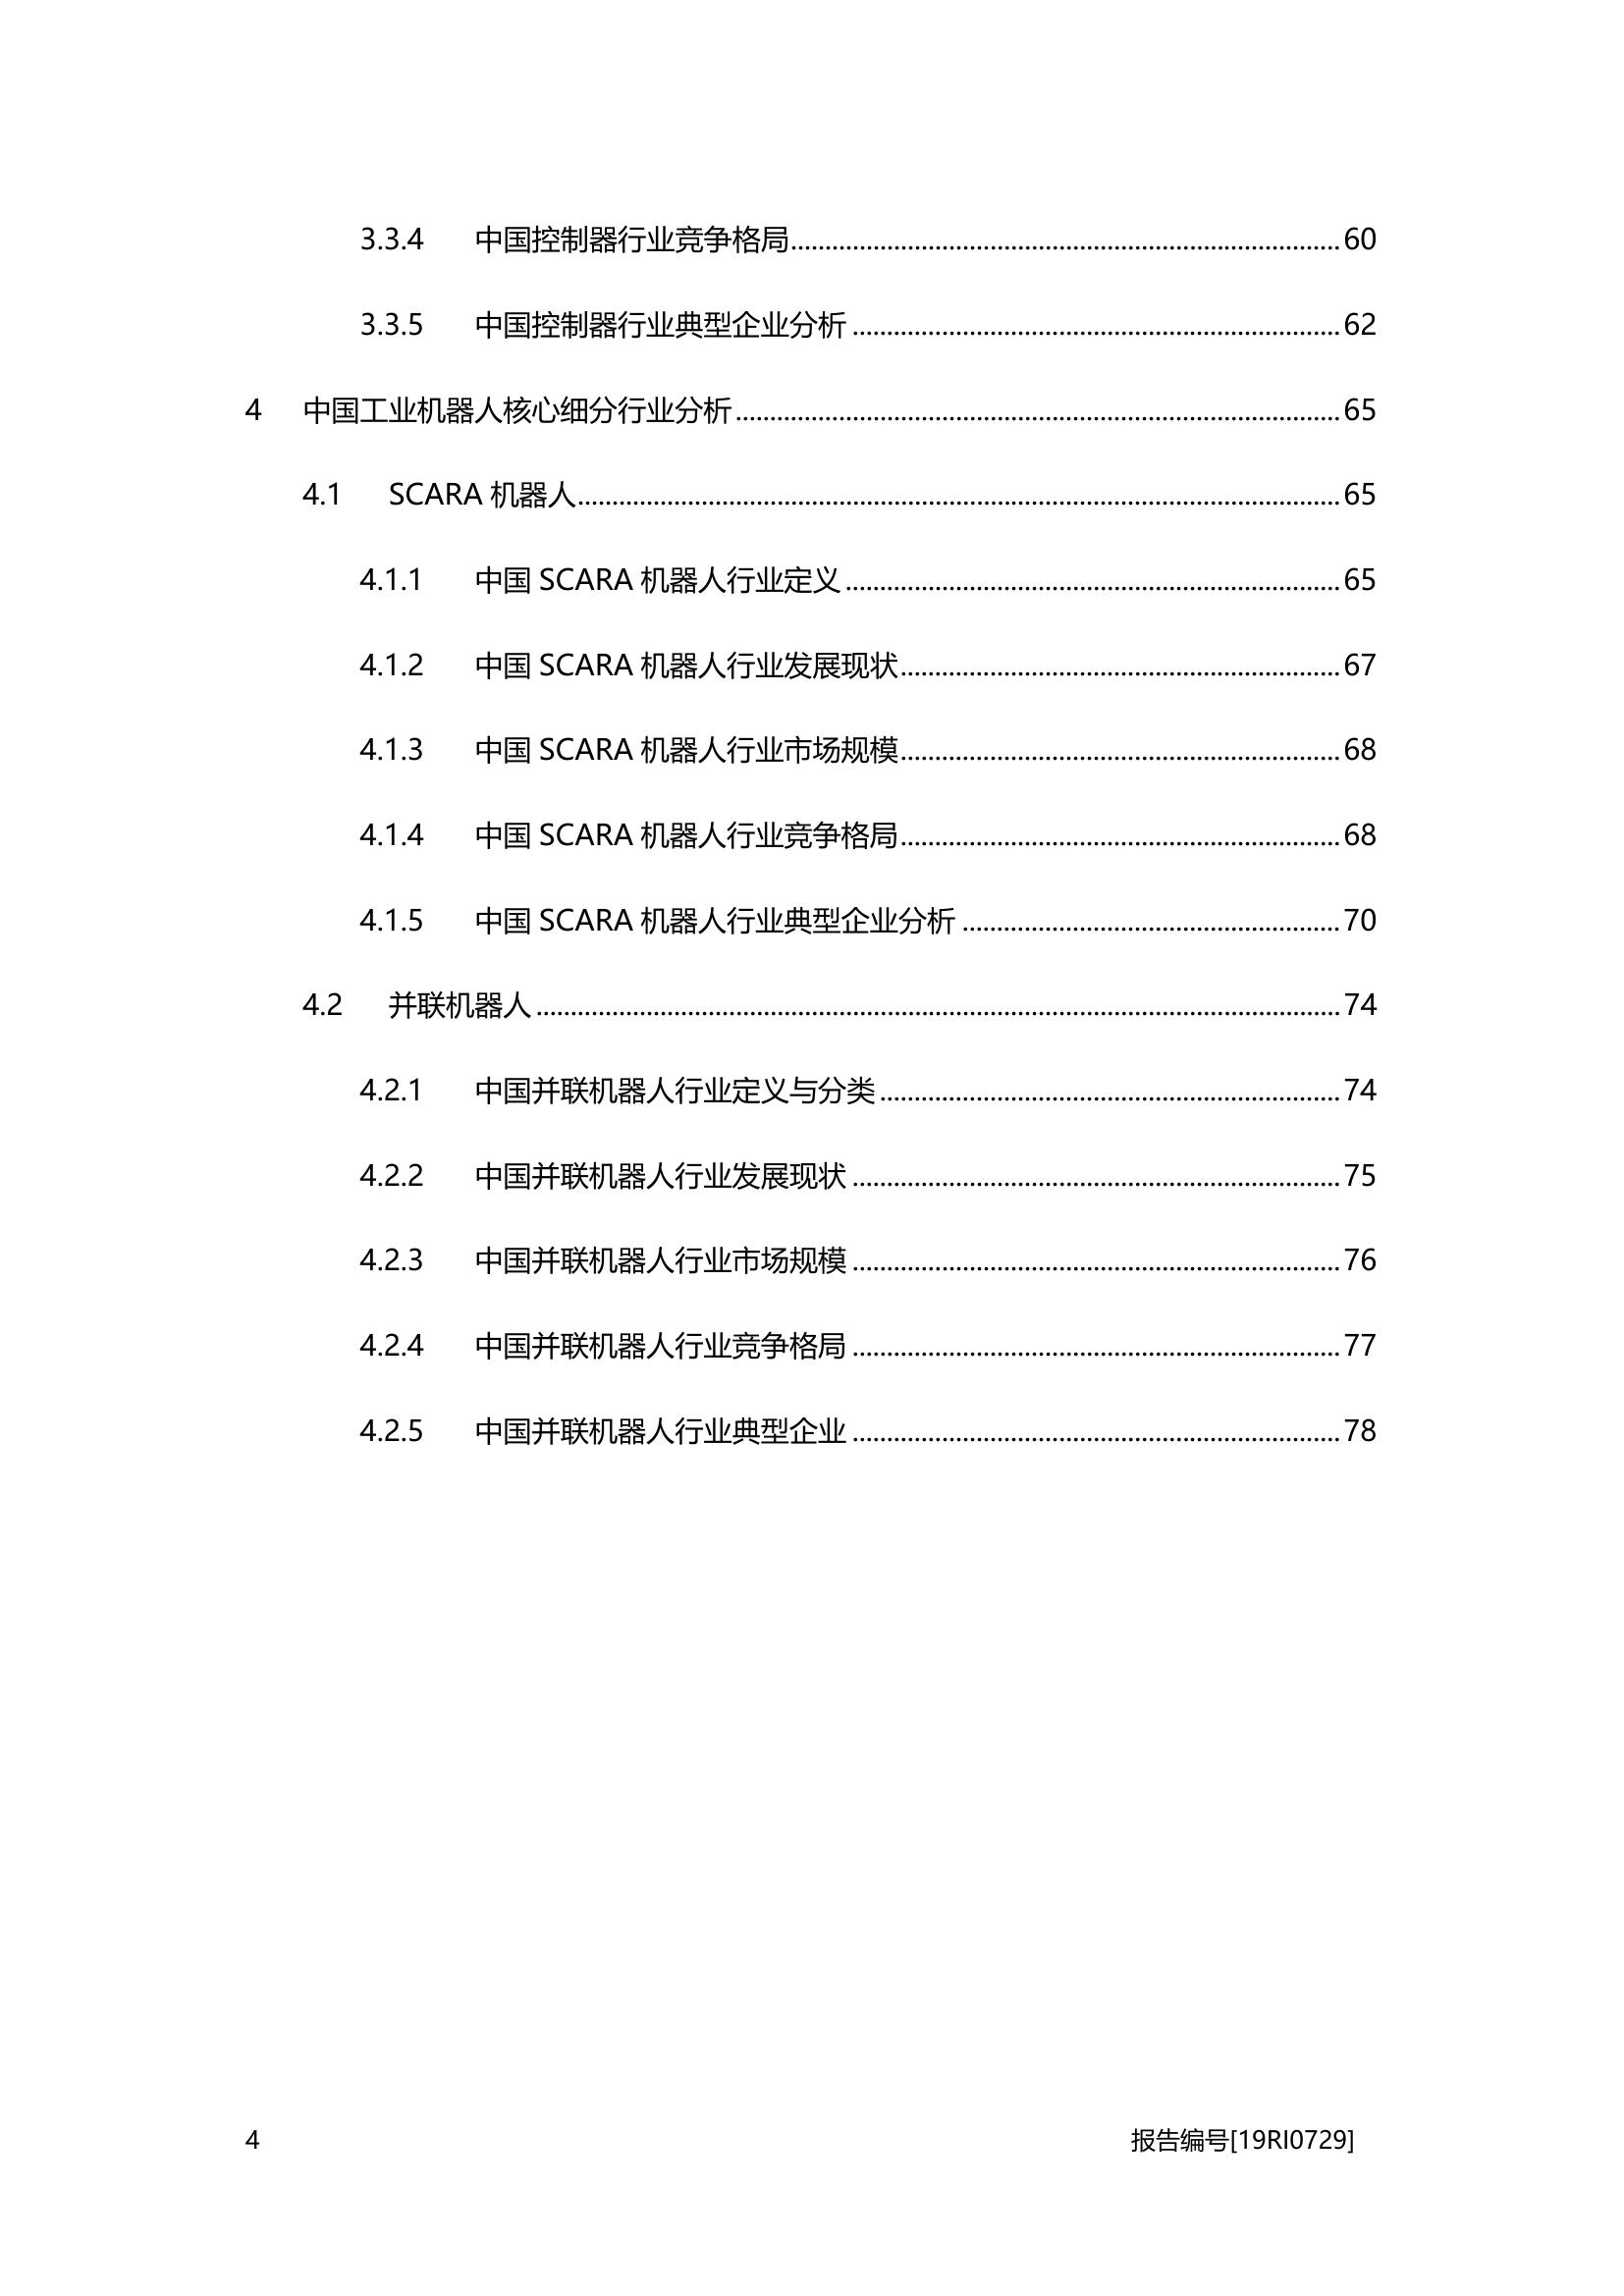 3.3.4 中国控制器行业竞争格局 60
3.3.5 中国控制器行业典型企业分析 62
4 中国工业机器人核心细分行业分析 65
4.1 SCARA 机器人 65
4.1.1 中国 SCARA 机器人行业定义 65
4.1.2 中国 SCARA 机器人行业发展现状 67
4.1.3 中国 SCARA 机器人行业市场规模 68
4.1.4 中国 SCARA 机器人行业竞争格局 68
4.1.5 中国 SCARA 机器人行业典型企业分析 70
4.2 并联机器人 74
4.2.1 中国并联机器人行业定义与分类 74
4.2.2 中国并联机器人行业发展现状 75
4.2.3 中国并联机器人行业市场规模 76
4.2.4 中国并联机器人行业竞争格局 77
4.2.5 中国并联机器人行业典型企业 78
4 报告编号[19RI0729]